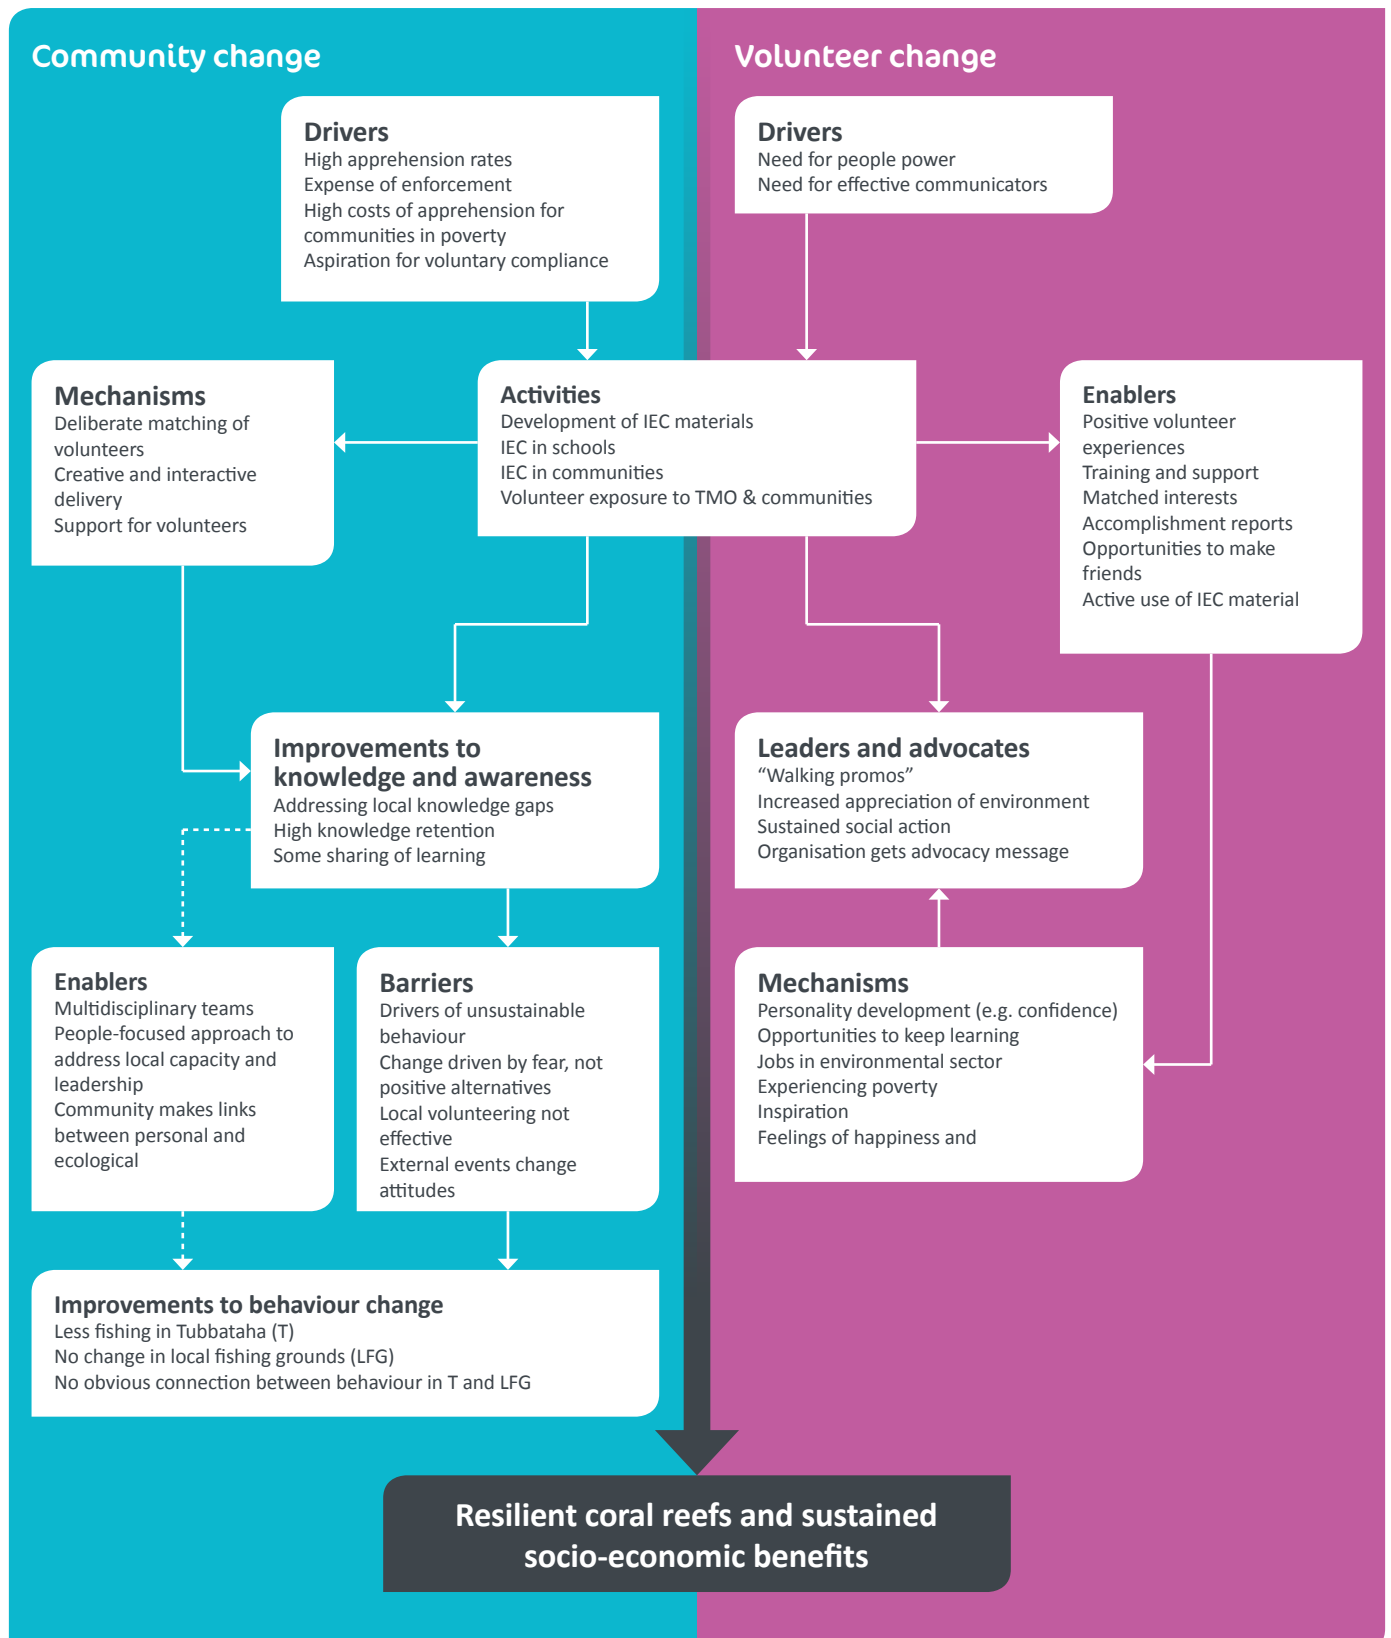 Community change
Volunteer change
Drivers
High apprehension rates
Expense of enforcement
High costs of apprehension for
communities in poverty
Aspiration for voluntary compliance
Drivers
Need for people power
Need for effective communicators
Mechanisms
Deliberate matching of
volunteers
Creative and interactive
delivery
Support for volunteers
Activities
Development of IEC materials
IEC in schools
IEC in communities
Volunteer exposure to TMO & communities
Enablers
Positive volunteer
experiences
Training and support
Matched interests
Accomplishment reports
Opportunities to make
friends
Active use of IEC material
Improvements to
knowledge and awareness
Addressing local knowledge gaps
High knowledge retention
Some sharing of learning
Leaders and advocates
“Walking promos”
Increased appreciation of environment
Sustained social action
Organisation gets advocacy message
Enablers
Multidisciplinary teams
People-focused approach to
address local capacity and
leadership
Community makes links
between personal and
ecological
Barriers
Drivers of unsustainable
behaviour
Change driven by fear, not
positive alternatives
Local volunteering not
effective
External events change
attitudes
Mechanisms
Personality development (e.g. confidence)
Opportunities to keep learning
Jobs in environmental sector
Experiencing poverty
Inspiration
Feelings of happiness and
Improvements to behaviour change
Less fishing in Tubbataha (T)
No change in local fishing grounds (LFG)
No obvious connection between behaviour in T and LFG
Resilient coral reefs and sustained
socio-economic benefits